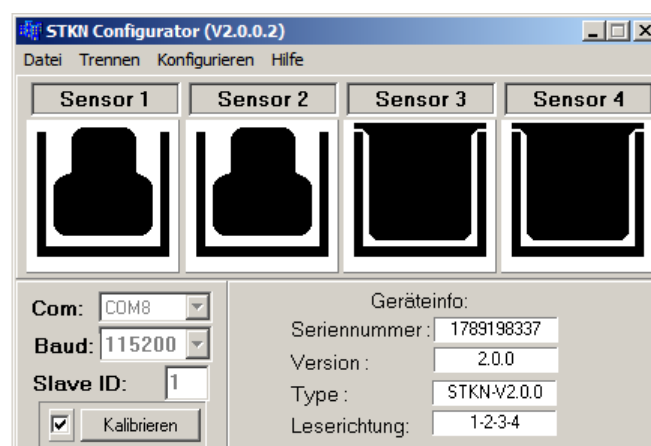 STKN Configurator (V2.0.0.2)
Datei Trennen Konfigurieren Hilfe
Sensor 1 Sensor 2 Sensor 3 Sensor 4
Com: COM8
Baud: 115200
Slave ID: 1
Kalibrieren
Geräteinfo:
Seriennummer : 1789198337
Version : 2.0.0
Type : STKN-V2.0.0
Leserichtung: 1-2-3-4